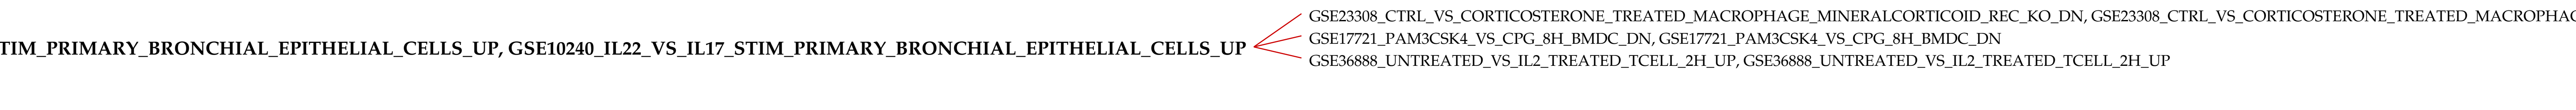 GSE23308_CTRL_VS_CORTICOSTERONE_TREATED_MACROPHAGE_MINERALCORTICOID_REC_KO_DN, GSE23308_CTRL_VS_CORTICOSTERONE_TREATED_MACROPHAG
GSE17721_PAM3CSK4_VS_CPG_8H_BMDC_DN, GSE17721_PAM3CSK4_VS_CPG_8H_BMDC_DN
TIM_PRIMARY_BRONCHIAL_EPITHELIAL_CELLS_UP, GSE10240_IL22_VS_IL17_STIM_PRIMARY_BRONCHIAL_EPITHELIAL_CELLS_UP
GSE36888_UNTREATED_VS_IL2_TREATED_TCELL_2H_UP, GSE36888_UNTREATED_VS_IL2_TREATED_TCELL_2H_UP